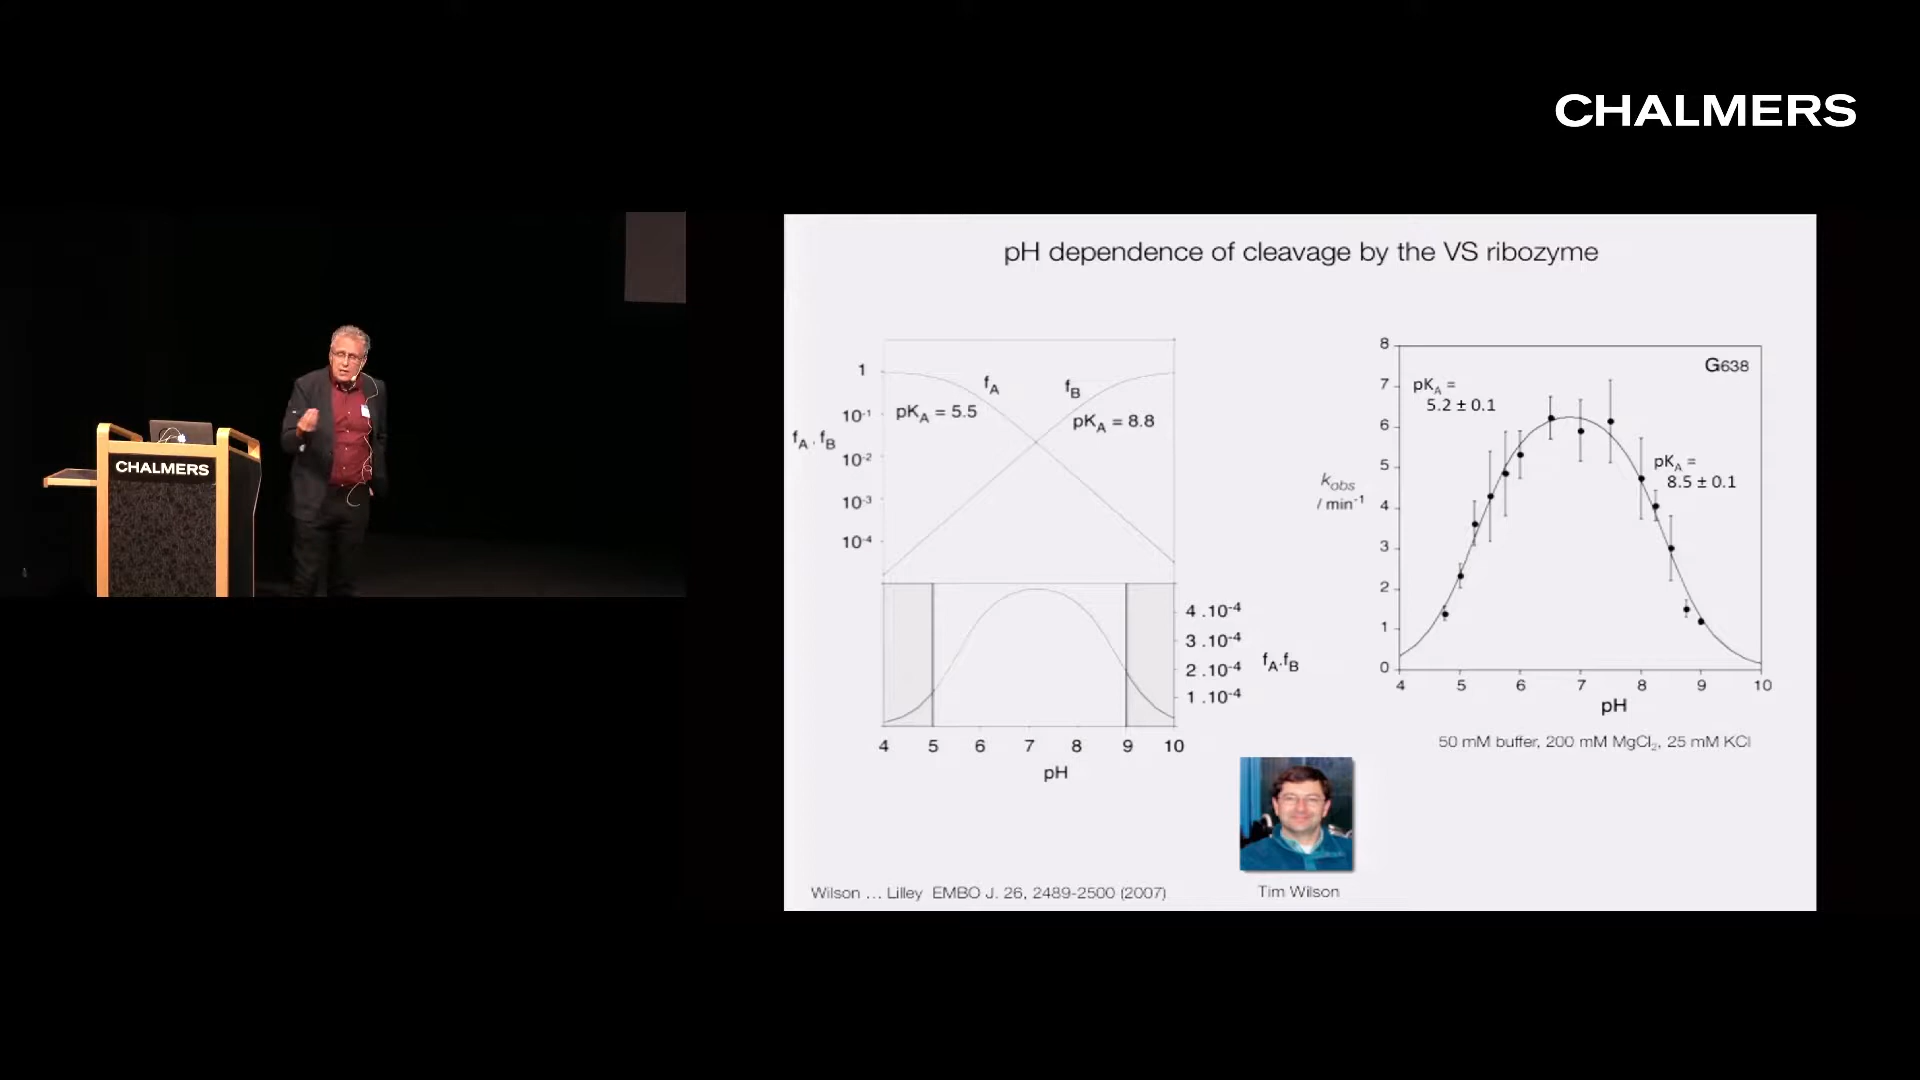 CHALMERS
CHALMERS
pH dependence of cleavage by the VS ribozyme
1
10-1
10-2
10-3
10-4
fA . fB
fA
pKA = 5.5
fB
pKA = 8.8
4 .10-4
3 .10-4
2 .10-4
1 .10-4
fA.fB
4 5 6 7 8 9 10
pH
8
7
6
5
4
3
2
1
0
kobs
/ min-1
G638
pKA =
5.2 ± 0.1
pKA =
8.5 ± 0.1
4 5 6 7 8 9 10
pH
50 mM buffer, 200 mM MgCl2, 25 mM KCl
Wilson ... Lilley EMBO J. 26, 2489-2500 (2007)
Tim Wilson